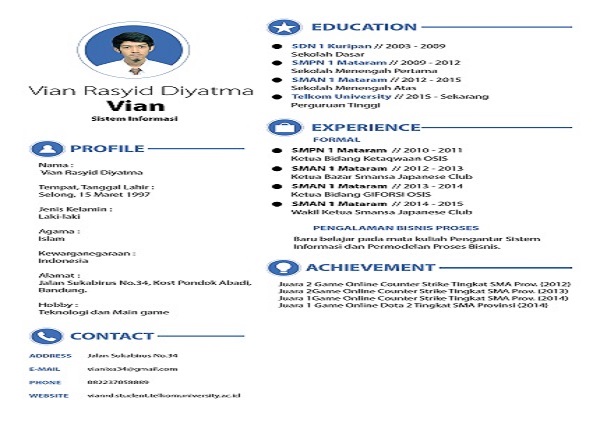 Vian Rasyid Diyatma
Vian
Sistem Informasi
PROFILE
Nama :
Vian Rasyid Diyatma
Tempat, Tanggal Lahir :
Selong, 15 Maret 1997
Jenis Kelamin :
Laki-laki
Agama :
Islam
Kewarganegaraan :
Indonesia
Alamat :
Jalan Sukabirus No.34, Kost Pondok Abadi,
Bandung.
Hobby :
Teknologi dan Main game
CONTACT
ADDRESS Jalan Sukabirus No.34
E-MAIL
PHONE 082237858889
WEBSITE vianrd.student.telkomuniversity.ac.id
EDUCATION
SDN 1 Kuripan // 2003 - 2009
Sekolah Dasar
SMPN 1 Mataram // 2009 - 2012
Sekolah Menengah Pertama
SMAN 1 Mataram // 2012 - 2015
Sekolah Menengah Atas
Telkom University // 2015 - Sekarang
Perguruan Tinggi
EXPERIENCE
FORMAL
SMPN 1 Mataram // 2010 - 2011
Ketua Bidang Ketaqwaan OSIS
SMAN 1 Mataram // 2012 - 2013
Ketua Bazar Smansa Japanese Club
SMAN 1 Mataram // 2013 - 2014
Ketua Bidang GIFORSI OSIS
SMAN 1 Mataram // 2014 - 2015
Wakil Ketua Smansa Japanese Club
PENGALAMAN BISNIS PROSES
Baru belajar pada mata kuliah Pengantar Sistem
Informasi dan Permodelan Proses Bisnis.
ACHIEVEMENT
Juara 2 Game Online Counter Strike Tingkat SMA Prov. (2012)
Juara 2Game Online Counter Strike Tingkat SMA Prov. (2013)
Juara 1Game Online Counter Strike Tingkat SMA Prov. (2014)
Juara 1 Game Online Dota 2 Tingkat SMA Provinsi (2014)